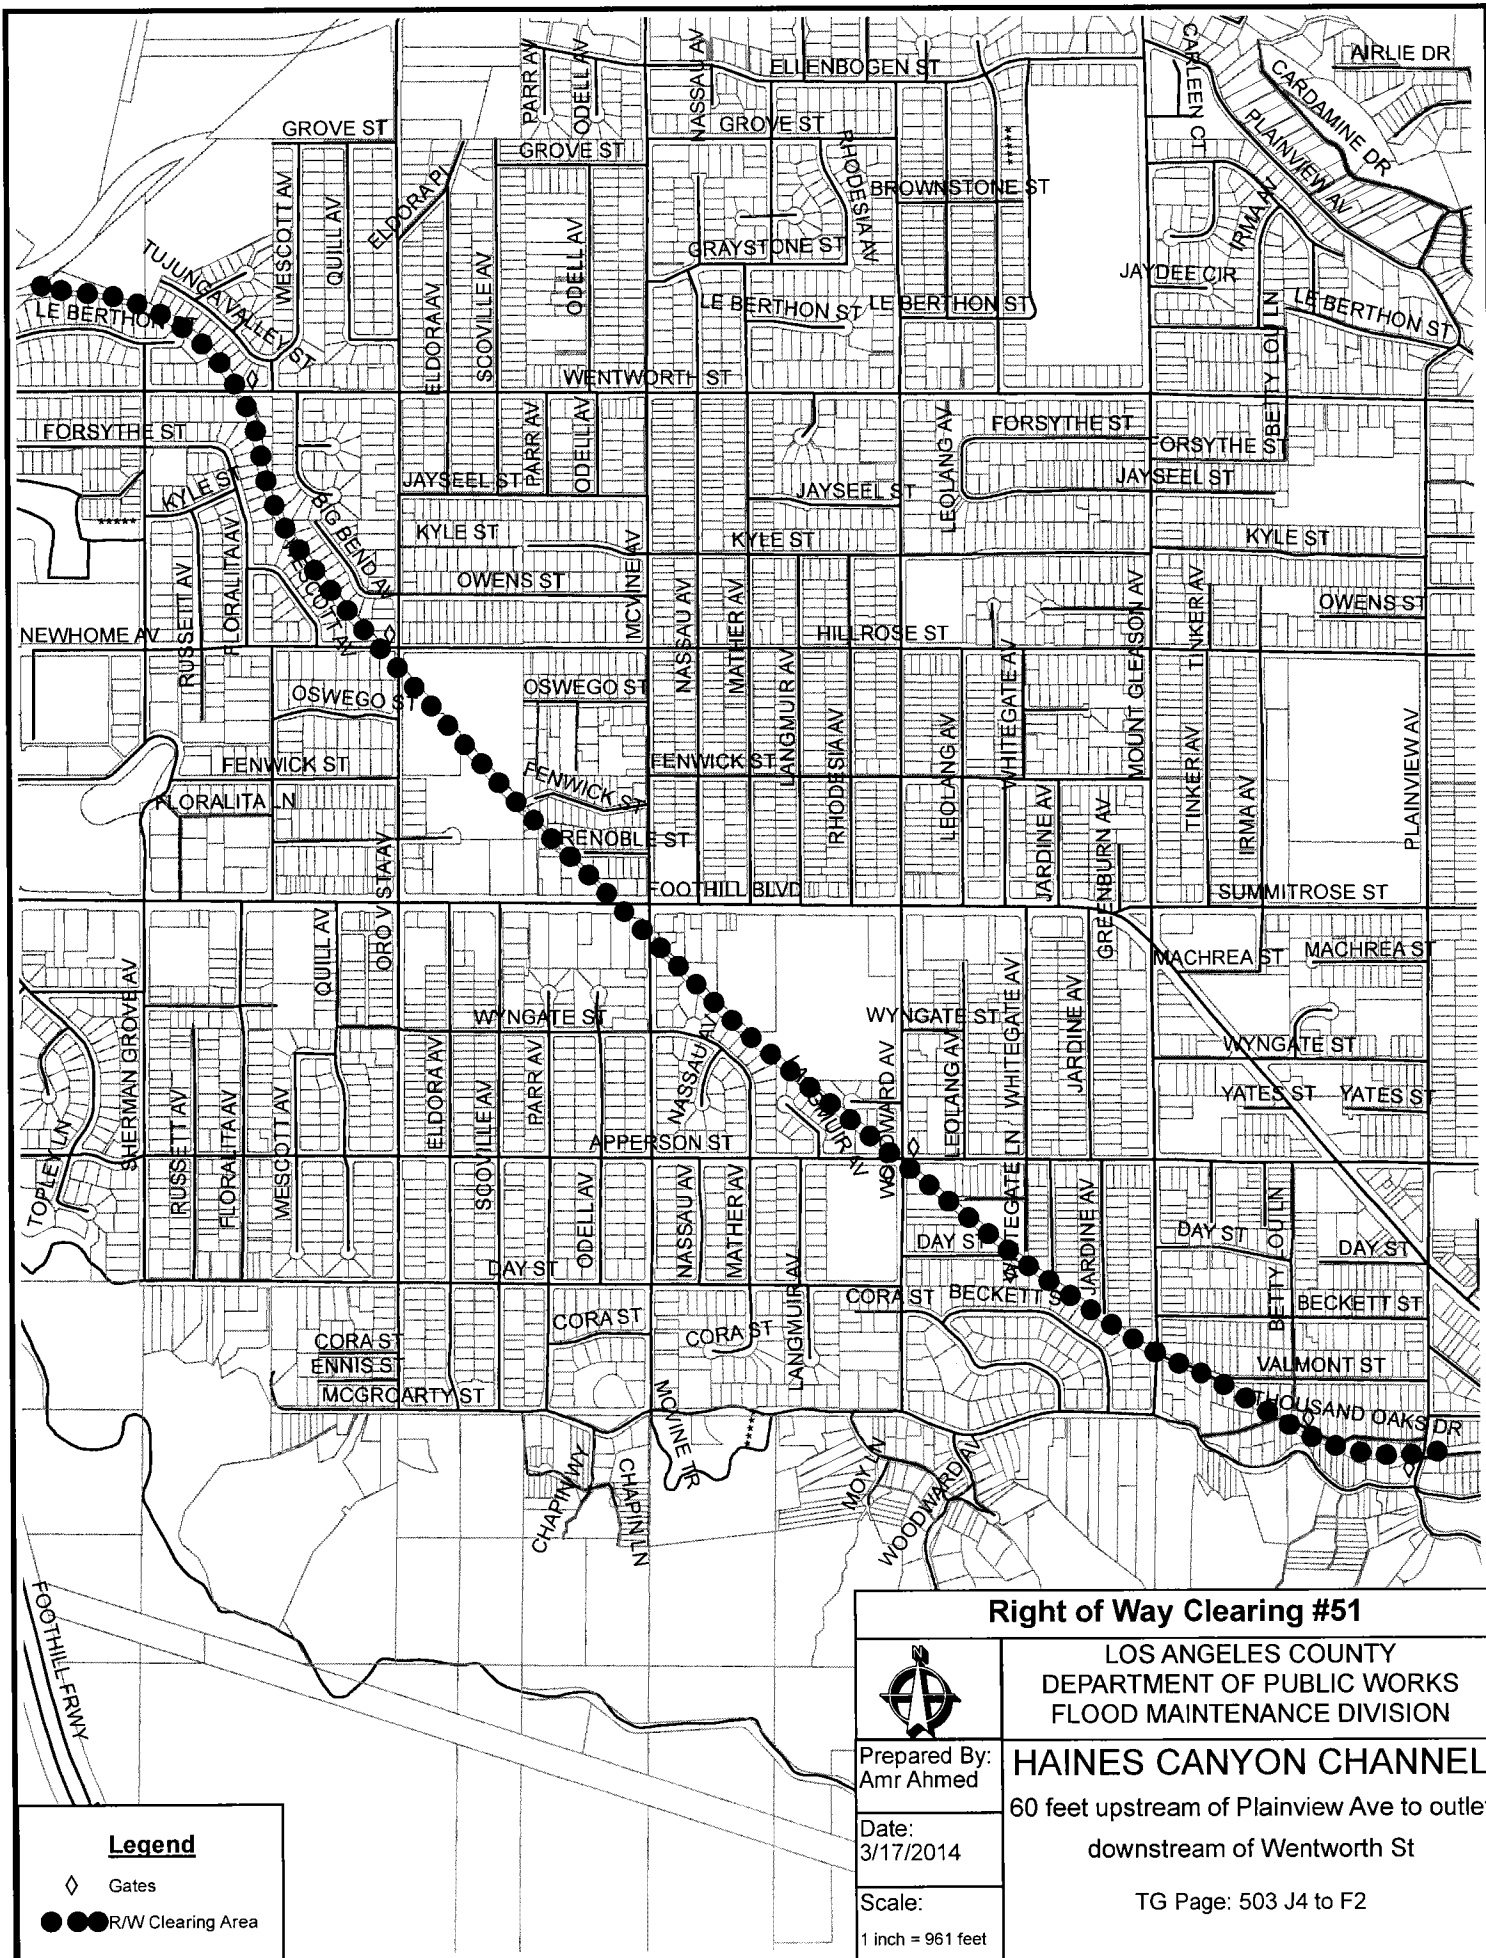 ELLENBOGEN ST
AIRLIE DR
PARR AV
ODELL AV
NASSAU AV
CARLEEN CT
CARDAMINE DR
PLAINVIEW AV
GROVE ST
GROVE ST
GROVE ST
RHODESIA AV
*****
BROWNSTONE ST
ELDORA PL
WESCOTT AV
QUILL AV
SCOVILLE AV
ODELL AV
GRAYSTONE ST
IRMA AV
JAYDEE CIR
TUJUNGA VALLEY ST
LE BERTHON ST
LE BERTHON ST
LE BERTHON ST
BETTY LOU LN
LE BERTHON ST
ELDORA AV
WENTWORTH ST
FORSYTHE ST
PARR AV
ODELL AV
LEOLANG AV
FORSYTHE ST
FORSYTHE ST
KYLE ST
JAYSEEL ST
JAYSEEL ST
JAYSEEL ST
*****
BIG BEND AV
KYLE ST
KYLE ST
KYLE ST
RUSSETT AV
FLORALITA AV
WESCOTT AV
OWENS ST
MCVINE AV
NASSAU AV
MATHER AV
MOUNT GLEASON AV
TINKER AV
OWENS ST
NEWHOME AV
HILLROSE ST
WHITEGATE AV
OSWEGO ST
OSWEGO ST
LANGMUR AV
RHODESIA AV
LEOLANG AV
TINKER AV
IRMA AV
PLAINVIEW AV
FENWICK ST
FENWICK ST
FENWICK ST
FLORALITA LN
RENOBLE ST
JARDINE AV
GREENBURN AV
ORO VISTA AV
FOOTHILL BLVD
SUMMITROSE ST
SHERMAN GROVE AV
QUILL AV
MACHREA ST
MACHREA ST
WYNGATE ST
WYNGATE ST
WHITEGATE AV
JARDINE AV
WYNGATE ST
RUSSETT AV
FLORALITA AV
WESCOTT AV
ELDORA AV
SCOVILLE AV
PARR AV
NASSAU AV
WOODWARD AV
LEOLANG AV
YATES ST
YATES ST
TOPLEY LN
APPERSON ST
ODELL AV
NASSAU AV
MATHER AV
JARDINE AV
DAY ST
DAY ST
DAY ST
DAY ST
BETTY LOU LN
LANGMUIR AV
CORA ST
BECKETT ST
BECKETT ST
CORA ST
CORA ST
CORA ST
ENNIS ST
MCGROARTY ST
VALMONT ST
THOUSAND OAKS DR
MCVINE TR
*****
CHAPIN WY
CHAPIN LN
MOY LN
WOODWARD AV
FOOTHILL FRWY
Right of Way Clearing #51
N
LOS ANGELES COUNTY
DEPARTMENT OF PUBLIC WORKS
FLOOD MAINTENANCE DIVISION
Prepared By:
Amr Ahmed
HAINES CANYON CHANNEL
60 feet upstream of Plainview Ave to outlet
downstream of Wentworth St
Date:
3/17/2014
TG Page: 503 J4 to F2
Scale:
1 inch = 961 feet
Legend
Gates
R/W Clearing Area